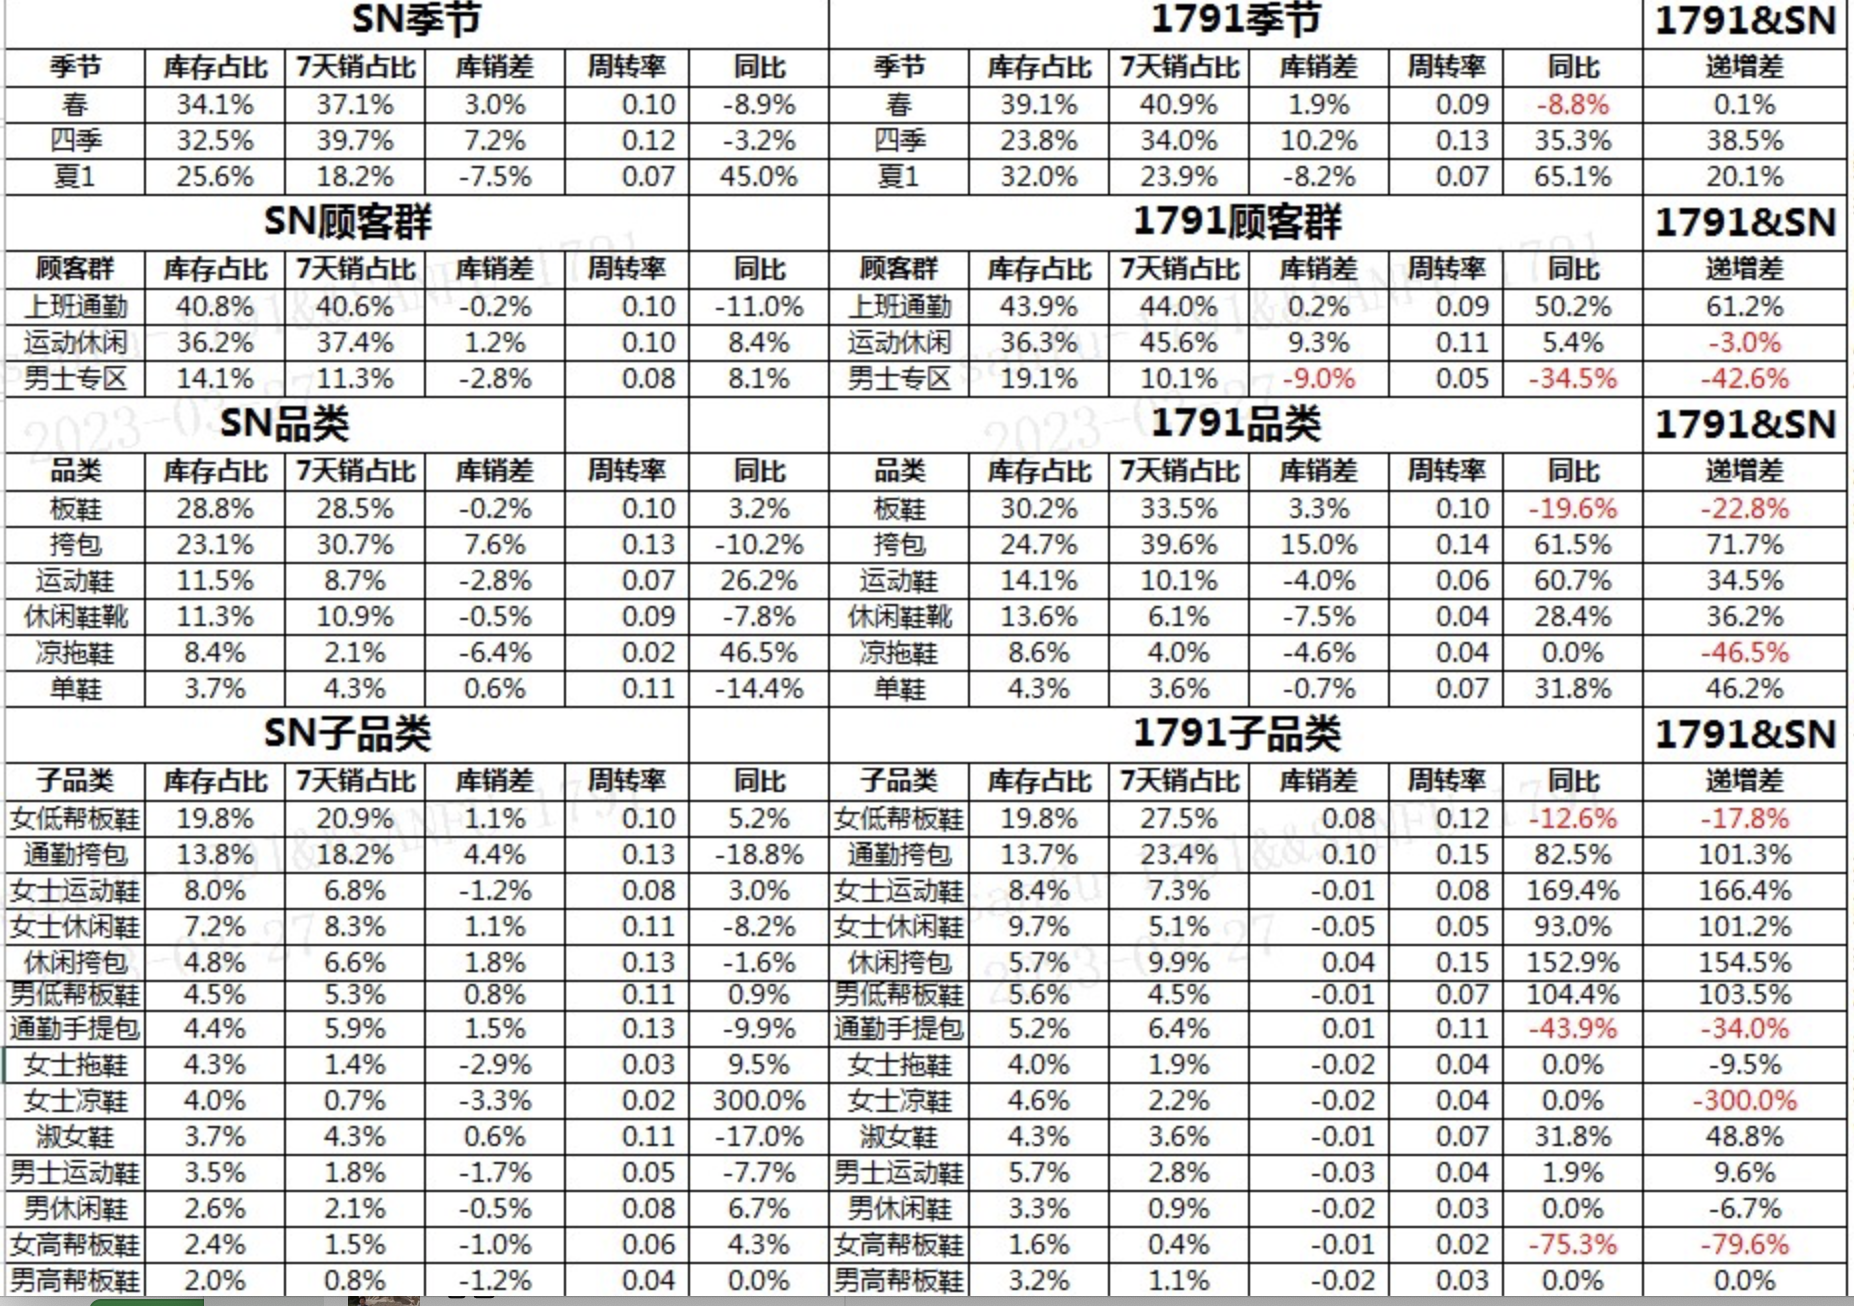 SN季节 1791季节 1791&SN
季节 库存占比 7天销占比 库销差 周转率 同比 季节 库存占比 7天销占比 库销差 周转率 同比 递增差
春 34.1% 37.1% 3.0% 0.10 -8.9% 春 39.1% 40.9% 1.9% 0.09 -8.8% 0.1%
四季 32.5% 39.7% 7.2% 0.12 -3.2% 四季 23.8% 34.0% 10.2% 0.13 35.3% 38.5%
夏1 25.6% 18.2% -7.5% 0.07 45.0% 夏1 32.0% 23.9% -8.2% 0.07 65.1% 20.1%
SN顾客群 1791顾客群 1791&SN
顾客群 库存占比 7天销占比 库销差 周转率 同比 顾客群 库存占比 7天销占比 库销差 周转率 同比 递增差
上班通勤 40.8% 40.6% -0.2% 0.10 -11.0% 上班通勤 43.9% 44.0% 0.2% 0.09 50.2% 61.2%
运动休闲 36.2% 37.4% 1.2% 0.10 8.4% 运动休闲 36.3% 45.6% 9.3% 0.11 5.4% -3.0%
男士专区 14.1% 11.3% -2.8% 0.08 8.1% 男士专区 19.1% 10.1% -9.0% 0.05 -34.5% -42.6%
SN品类 1791品类 1791&SN
品类 库存占比 7天销占比 库销差 周转率 同比 品类 库存占比 7天销占比 库销差 周转率 同比 递增差
板鞋 28.8% 28.5% -0.2% 0.10 3.2% 板鞋 30.2% 33.5% 3.3% 0.10 -19.6% -22.8%
挎包 23.1% 30.7% 7.6% 0.13 -10.2% 挎包 24.7% 39.6% 15.0% 0.14 61.5% 71.7%
运动鞋 11.5% 8.7% -2.8% 0.07 26.2% 运动鞋 14.1% 10.1% -4.0% 0.06 60.7% 34.5%
休闲鞋靴 11.3% 10.9% -0.5% 0.09 -7.8% 休闲鞋靴 13.6% 6.1% -7.5% 0.04 28.4% 36.2%
凉拖鞋 8.4% 2.1% -6.4% 0.02 46.5% 凉拖鞋 8.6% 4.0% -4.6% 0.04 0.0% -46.5%
单鞋 3.7% 4.3% 0.6% 0.11 -14.4% 单鞋 4.3% 3.6% -0.7% 0.07 31.8% 46.2%
SN子品类 1791子品类 1791&SN
子品类 库存占比 7天销占比 库销差 周转率 同比 子品类 库存占比 7天销占比 库销差 周转率 同比 递增差
女低帮板鞋 19.8% 20.9% 1.1% 0.10 5.2% 女低帮板鞋 19.8% 27.5% 0.08 0.12 -12.6% -17.8%
通勤挎包 13.8% 18.2% 4.4% 0.13 -18.8% 通勤挎包 13.7% 23.4% 0.10 0.15 82.5% 101.3%
女士运动鞋 8.0% 6.8% -1.2% 0.08 3.0% 女士运动鞋 8.4% 7.3% -0.01 0.08 169.4% 166.4%
女士休闲鞋 7.2% 8.3% 1.1% 0.11 -8.2% 女士休闲鞋 9.7% 5.1% -0.05 0.05 93.0% 101.2%
休闲挎包 4.8% 6.6% 1.8% 0.13 -1.6% 休闲挎包 5.7% 9.9% 0.04 0.15 152.9% 154.5%
男低帮板鞋 4.5% 5.3% 0.8% 0.11 0.9% 男低帮板鞋 5.6% 4.5% -0.01 0.07 104.4% 103.5%
通勤手提包 4.4% 5.9% 1.5% 0.13 -9.9% 通勤手提包 5.2% 6.4% 0.01 0.11 -43.9% -34.0%
女士拖鞋 4.3% 1.4% -2.9% 0.03 9.5% 女士拖鞋 4.0% 1.9% -0.02 0.04 0.0% -9.5%
女士凉鞋 4.0% 0.7% -3.3% 0.02 300.0% 女士凉鞋 4.6% 2.2% -0.02 0.04 0.0% -300.0%
淑女鞋 3.7% 4.3% 0.6% 0.11 -17.0% 淑女鞋 4.3% 3.6% -0.01 0.07 31.8% 48.8%
男士运动鞋 3.5% 1.8% -1.7% 0.05 -7.7% 男士运动鞋 5.7% 2.8% -0.03 0.04 1.9% 9.6%
男休闲鞋 2.6% 2.1% -0.5% 0.08 6.7% 男休闲鞋 3.3% 0.9% -0.02 0.03 0.0% -6.7%
女高帮板鞋 2.4% 1.5% -1.0% 0.06 4.3% 女高帮板鞋 1.6% 0.4% -0.01 0.02 -75.3% -79.6%
男高帮板鞋 2.0% 0.8% -1.2% 0.04 0.0% 男高帮板鞋 3.2% 1.1% -0.02 0.03 0.0% 0.0%